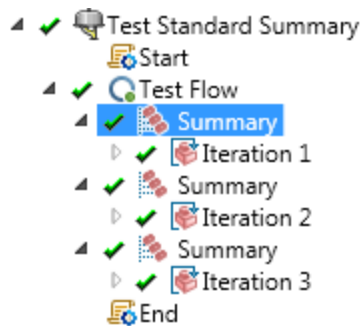 Test Standard Summary
Start
Test Flow
Summary
Iteration 1
Summary
Iteration 2
Summary
Iteration 3
End